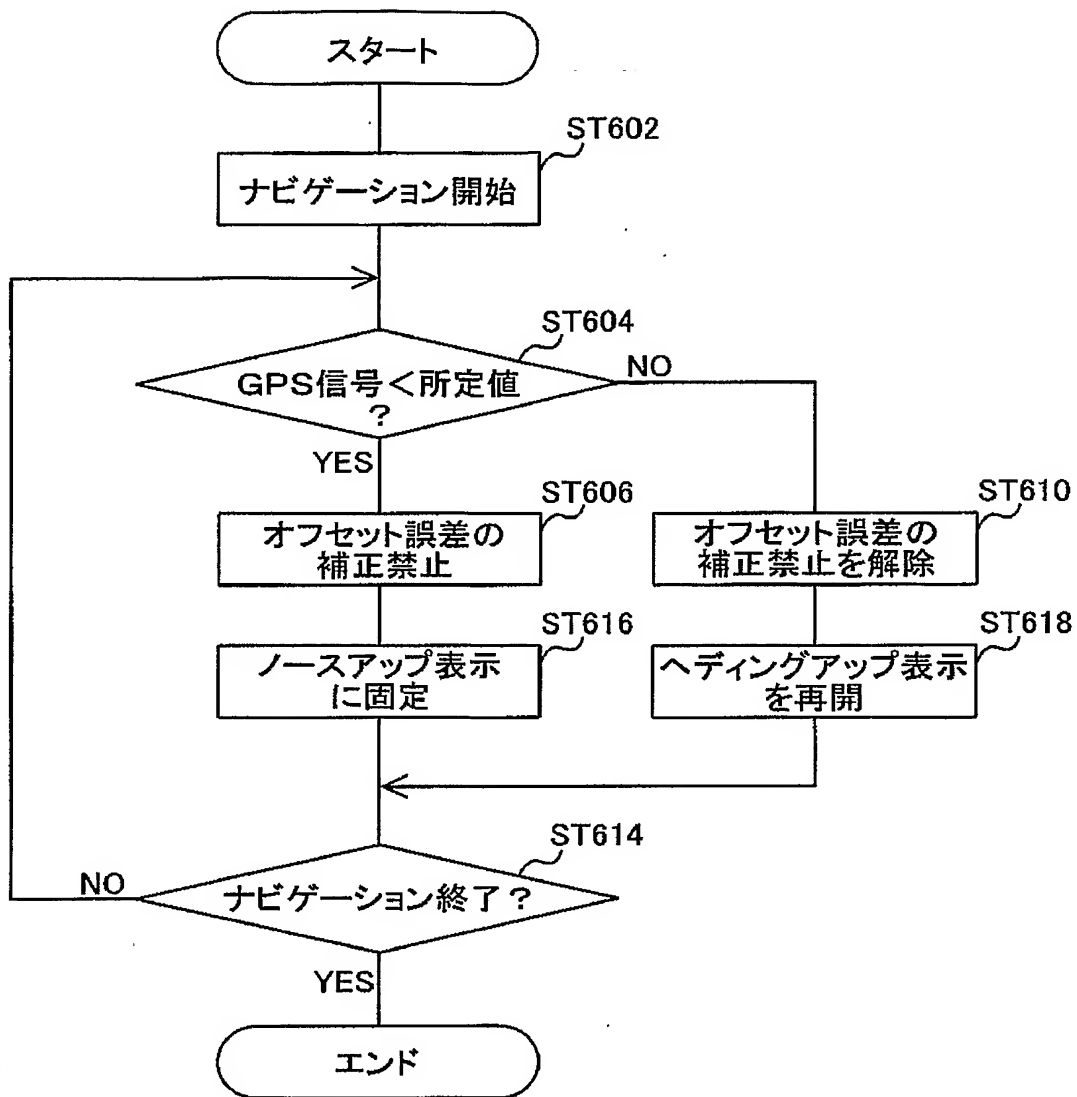 スタート
ST602
ナビゲーション開始
ST604
GPS信号<所定値
?
NO
YES
ST606
オフセット誤差の
補正禁止
ST610
オフセット誤差の
補正禁止を解除
ST616
ノースアップ表示
に固定
ST618
ヘディングアップ表示
を再開
ST614
ナビゲーション終了?
NO
YES
エンド